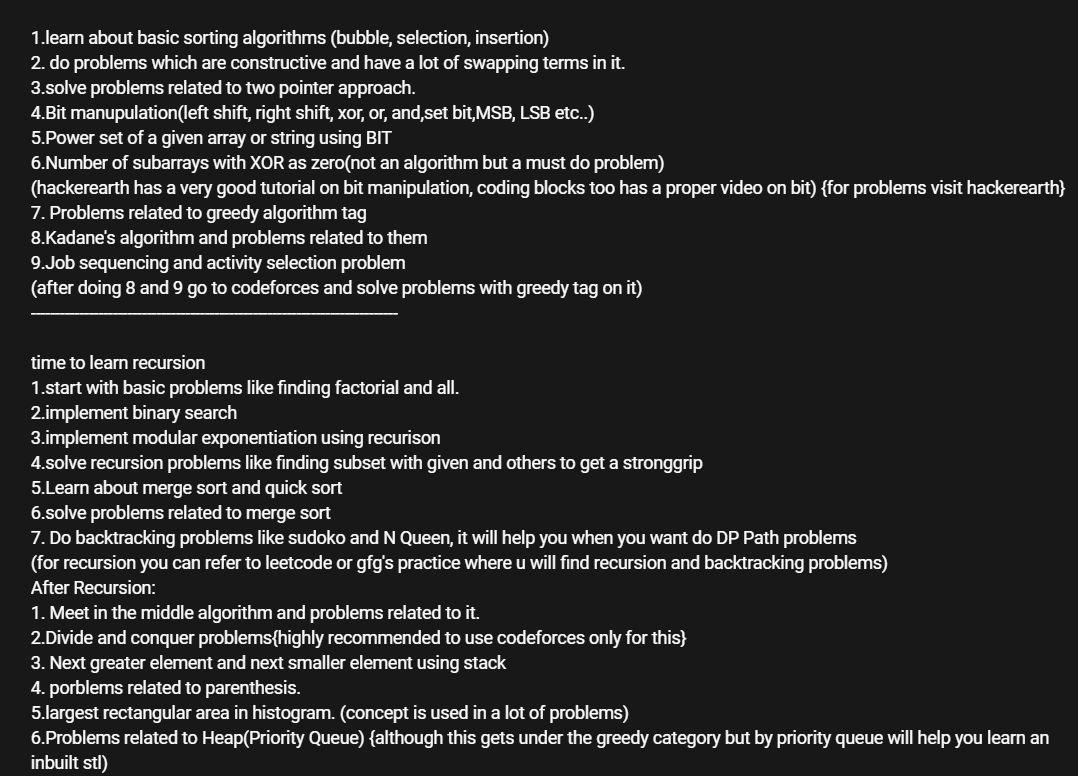 1.learn about basic sorting algorithms (bubble, selection, insertion)
2. do problems which are constructive and have a lot of swapping terms in it.
3.solve problems related to two pointer approach.
4.Bit manupulation(left shift, right shift, xor, or, and,set bit,MSB, LSB etc..)
5.Power set of a given array or string using BIT
6.Number of subarrays with XOR as zero(not an algorithm but a must do problem)
(hackerearth has a very good tutorial on bit manipulation, coding blocks too has a proper video on bit) {for problems visit hackerearth}
7. Problems related to greedy algorithm tag
8.Kadane's algorithm and problems related to them
9.Job sequencing and activity selection problem
(after doing 8 and 9 go to codeforces and solve problems with greedy tag on it)
--------------------------------------------------------------------------------
time to learn recursion
1.start with basic problems like finding factorial and all.
2.implement binary search
3.implement modular exponentiation using recurison
4.solve recursion problems like finding subset with given and others to get a stronggrip
5.Learn about merge sort and quick sort
6.solve problems related to merge sort
7. Do backtracking problems like sudoko and N Queen, it will help you when you want do DP Path problems
(for recursion you can refer to leetcode or gfg's practice where u will find recursion and backtracking problems)
After Recursion:
1. Meet in the middle algorithm and problems related to it.
2.Divide and conquer problems{highly recommended to use codeforces only for this}
3. Next greater element and next smaller element using stack
4. porblems related to parenthesis.
5.largest rectangular area in histogram. (concept is used in a lot of problems)
6.Problems related to Heap(Priority Queue) {although this gets under the greedy category but by priority queue will help you learn an
inbuilt stl)